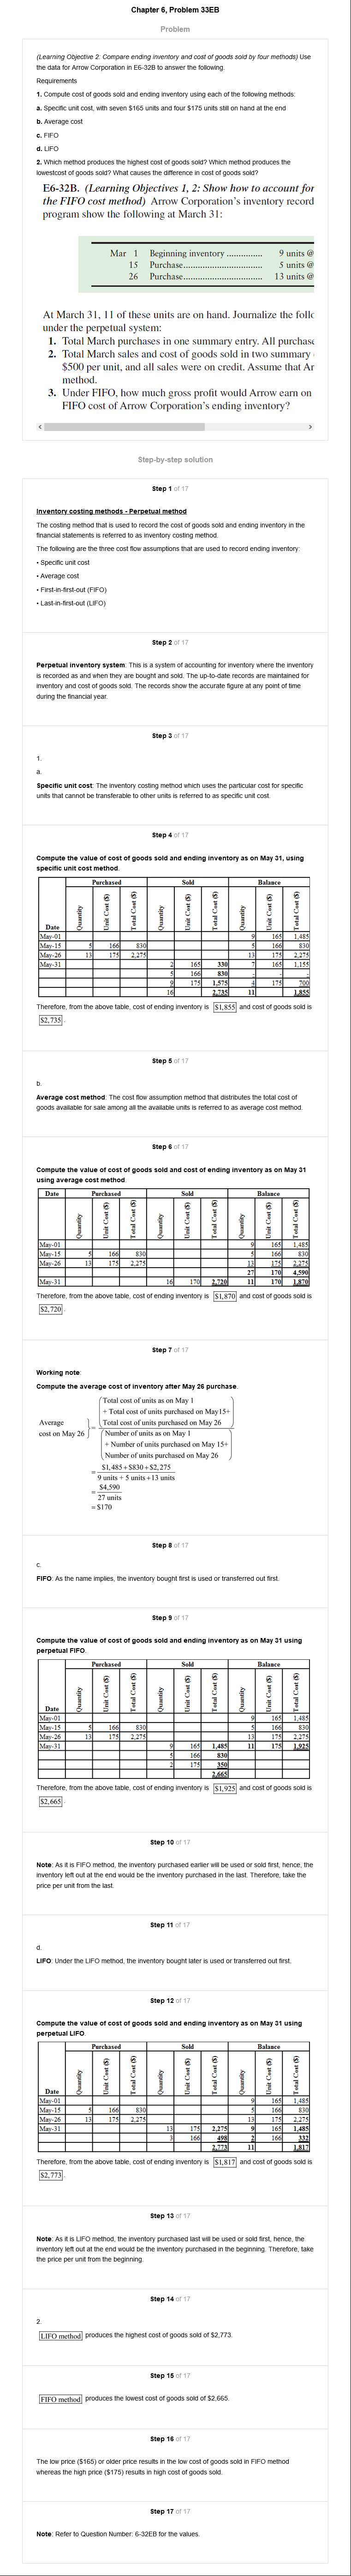 Chapter 6, Problem 33EB
Problem
(Learning Objective 2: Compare ending inventory and cost of goods sold by four methods) Use
the data for Arrow Corporation in E6-32B to answer the following.
Requirements
1. Compute cost of goods sold and ending inventory using each of the following methods:
a. Specific unit cost, with seven $165 units and four $175 units still on hand at the end
b. Average cost
c. FIFO
d. LIFO
2. Which method produces the highest cost of goods sold? Which method produces the
lowestcost of goods sold? What causes the difference in cost of goods sold?
E6-32B. (Learning Objectives 1, 2: Show how to account for
the FIFO cost method) Arrow Corporation's inventory record
program show the following at March 31:
Mar 1 Beginning inventory ............... 9 units @
15 Purchase................................. 5 units @
26 Purchase................................. 13 units @
At March 31, 11 of these units are on hand. Journalize the follo
under the perpetual system:
1. Total March purchases in one summary entry. All purchase
2. Total March sales and cost of goods sold in two summary
$500 per unit, and all sales were on credit. Assume that Ar
method.
3. Under FIFO, how much gross profit would Arrow earn on
FIFO cost of Arrow Corporation's ending inventory?
Step-by-step solution
Step 1 of 17
Inventory costing methods - Perpetual method
The costing method that is used to record the cost of goods sold and ending inventory in the
financial statements is referred to as inventory costing method.
The following are the three cost flow assumptions that are used to record ending inventory:
• Specific unit cost
• Average cost
• First-in-first-out (FIFO)
• Last-in-first-out (LIFO)
Step 2 of 17
Perpetual inventory system: This is a system of accounting for inventory where the inventory
is recorded as and when they are bought and sold. The up-to-date records are maintained for
inventory and cost of goods sold. The records show the accurate figure at any point of time
during the financial year.
Step 3 of 17
1.
a.
Specific unit cost: The inventory costing method which uses the particular cost for specific
units that cannot be transferable to other units is referred to as specific unit cost.
Step 4 of 17
Compute the value of cost of goods sold and ending inventory as on May 31, using
specific unit cost method.
Purchased Sold Balance
Date Quantity Unit Cost ($) Total Cost ($) Quantity Unit Cost ($) Total Cost ($) Quantity Unit Cost ($) Total Cost ($)
May-01 9 165 1,485
May-15 5 166 830 5 166 830
May-26 13 175 2,275 13 175 2,275
May-31 2 165 330 7 165 1,155
5 166 830 - -
9 175 1,575 4 175 700
16 2,735 11 1,855
Therefore, from the above table, cost of ending inventory is $1,855 and cost of goods sold is
$2,735.
Step 5 of 17
b.
Average cost method: The cost flow assumption method that distributes the total cost of
goods available for sale among all the available units is referred to as average cost method.
Step 6 of 17
Compute the value of cost of goods sold and cost of ending inventory as on May 31
using average cost method.
Date Purchased Sold Balance
Quantity Unit Cost ($) Total Cost ($) Quantity Unit Cost ($) Total Cost ($) Quantity Unit Cost ($) Total Cost ($)
May-01 9 165 1,485
May-15 5 166 830 5 166 830
May-26 13 175 2,275 13 175 2,275
27 170 4,590
May-31 16 170 2,720 11 170 1,870
Therefore, from the above table, cost of ending inventory is $1,870 and cost of goods sold is
$2,720.
Step 7 of 17
Working note:
Compute the average cost of inventory after May 26 purchase.
Total cost of units as on May 1
+ Total cost of units purchased on May15+
Average Total cost of units purchased on May 26
cost on May 26 } =
Number of units as on May 1
+ Number of units purchased on May 15+
Number of units purchased on May 26
= $1,485+$830+$2,275
9 units + 5 units +13 units
= $4,590
27 units
= $170
Step 8 of 17
c.
FIFO: As the name implies, the inventory bought first is used or transferred out first.
Step 9 of 17
Compute the value of cost of goods sold and ending inventory as on May 31 using
perpetual FIFO.
Purchased Sold Balance
Date Quantity Unit Cost ($) Total Cost ($) Quantity Unit Cost ($) Total Cost ($) Quantity Unit Cost ($) Total Cost ($)
May-01 9 165 1,485
May-15 5 166 830 5 166 830
May-26 13 175 2,275 13 175 2,275
May-31 9 165 1,485 11 175 1,925
5 166 830
2 175 350
2,665
Therefore, from the above table, cost of ending inventory is $1,925 and cost of goods sold is
$2,665.
Step 10 of 17
Note: As it is FIFO method, the inventory purchased earlier will be used or sold first, hence, the
inventory left out at the end would be the inventory purchased in the last. Therefore, take the
price per unit from the last.
Step 11 of 17
d.
LIFO: Under the LIFO method, the inventory bought later is used or transferred out first.
Step 12 of 17
Compute the value of cost of goods sold and ending inventory as on May 31 using
perpetual LIFO.
Purchased Sold Balance
Date Quantity Unit Cost ($) Total Cost ($) Quantity Unit Cost ($) Total Cost ($) Quantity Unit Cost ($) Total Cost ($)
May-01 9 165 1,485
May-15 5 166 830 5 166 830
May-26 13 175 2,275 13 175 2,275
May-31 13 175 2,275 9 165 1,485
3 166 498 2 166 332
2,773 11 1,817
Therefore, from the above table, cost of ending inventory is $1,817 and cost of goods sold is
$2,773.
Step 13 of 17
Note: As it is LIFO method, the inventory purchased last will be used or sold first, hence, the
inventory left out at the end would be the inventory purchased in the beginning. Therefore, take
the price per unit from the beginning.
Step 14 of 17
2.
LIFO method produces the highest cost of goods sold of $2,773.
Step 15 of 17
FIFO method produces the lowest cost of goods sold of $2,665.
Step 16 of 17
The low price ($165) or older price results in the low cost of goods sold in FIFO method
whereas the high price ($175) results in high cost of goods sold.
Step 17 of 17
Note: Refer to Question Number: 6-32EB for the values.